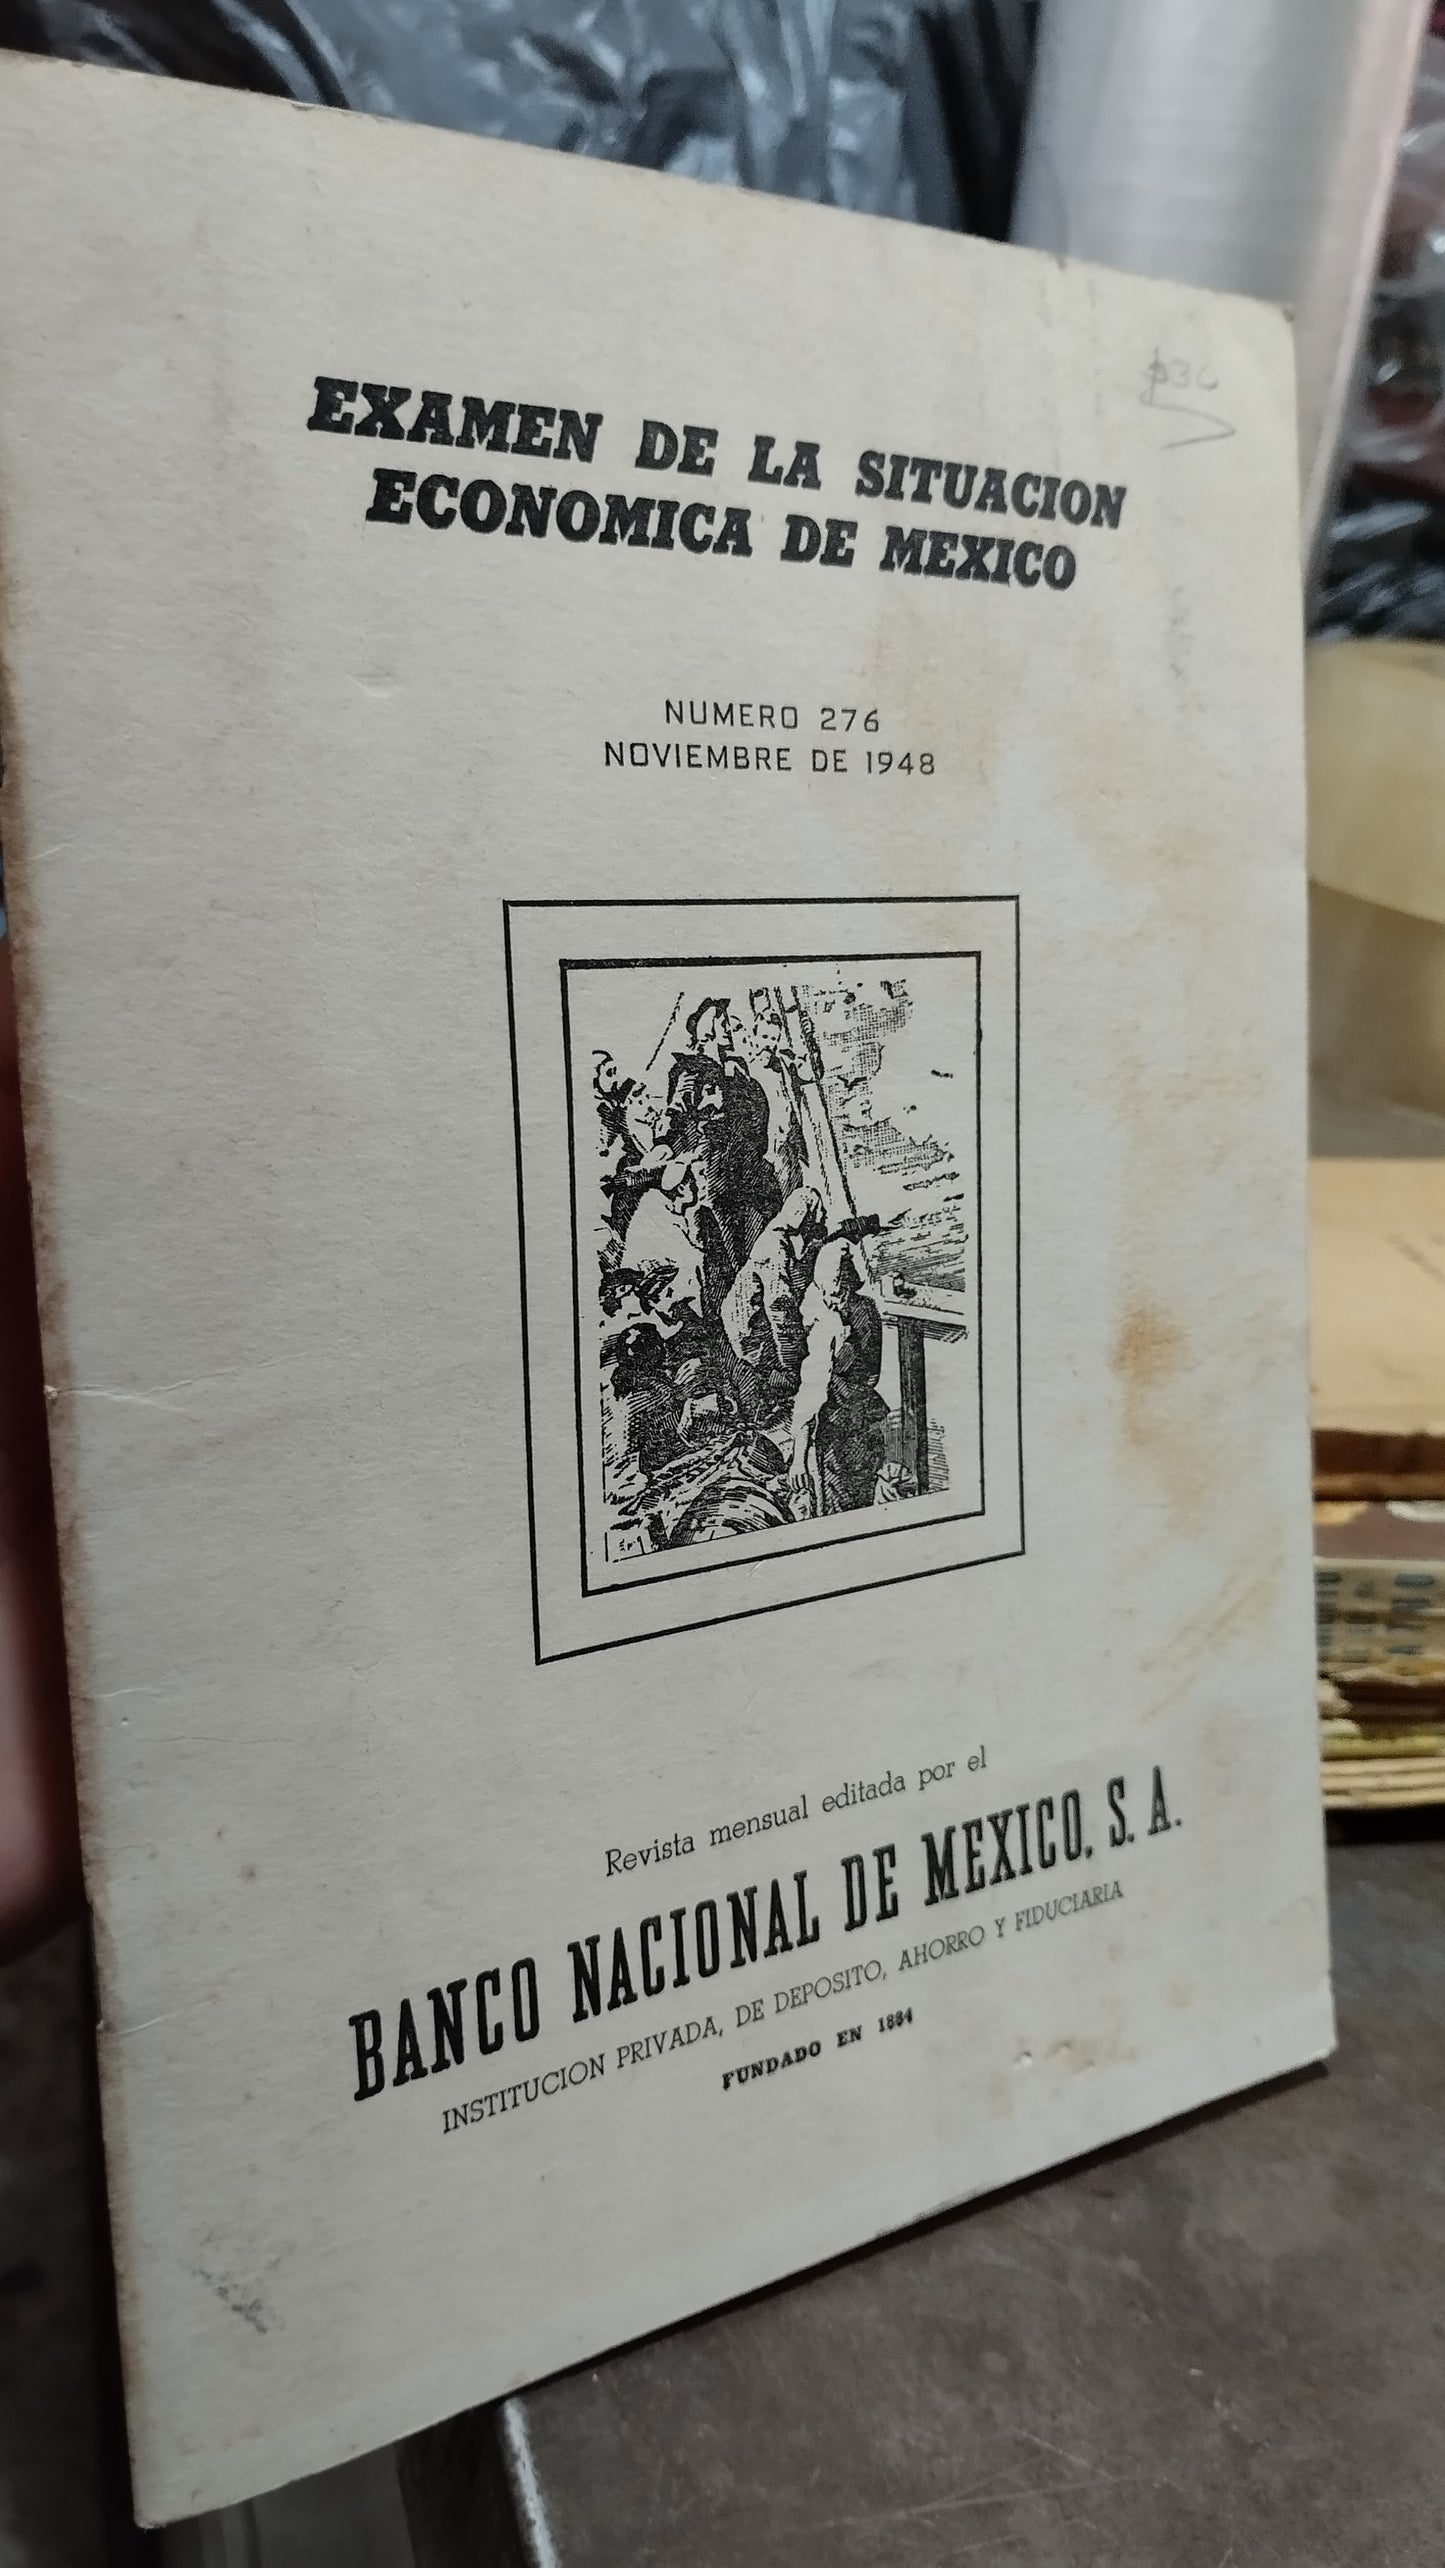 EXAMEN DE LA SITUACION
ECONOMICA DE MEXICO
NUMERO 276
NOVIEMBRE DE 1948
Revista mensual editada por el
BANCO NACIONAL DE MEXICO, S. A.
INSTITUCION PRIVADA, DE DEPOSITO, AHORRO Y FIDUCIARIA
FUNDADO EN 1884